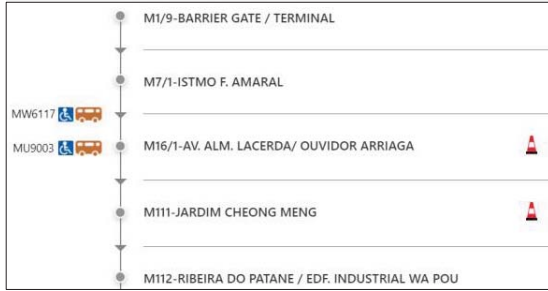 M1/9-BARRIER GATE / TERMINAL
M7/1-ISTMO F. AMARAL
MW6117
MU9003
M16/1-AV. ALM. LACERDA/ OUVIDOR ARRIAGA
M111-JARDIM CHEONG MENG
M112-RIBEIRA DO PATANE / EDF. INDUSTRIAL WA POU